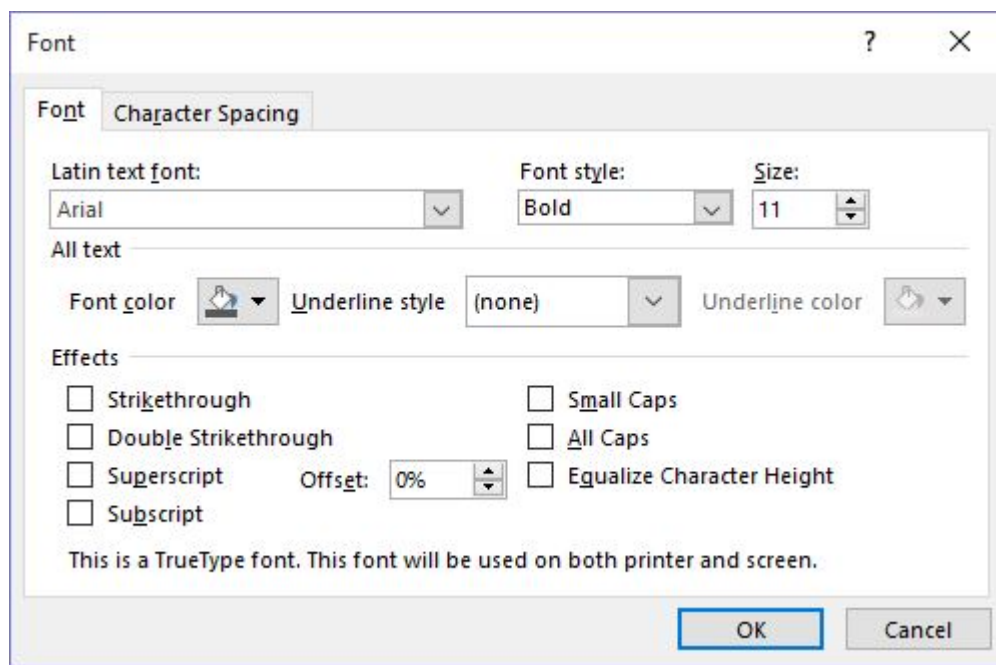 Font ?
Font Character Spacing
Latin text font: Font style: Size:
Arial Bold 11
All text
Font color Underline style (none) Underline color
Effects
Strikethrough Small Caps
Double Strikethrough All Caps
Superscript Offset: 0% Equalize Character Height
Subscript
This is a TrueType font. This font will be used on both printer and screen.
OK Cancel